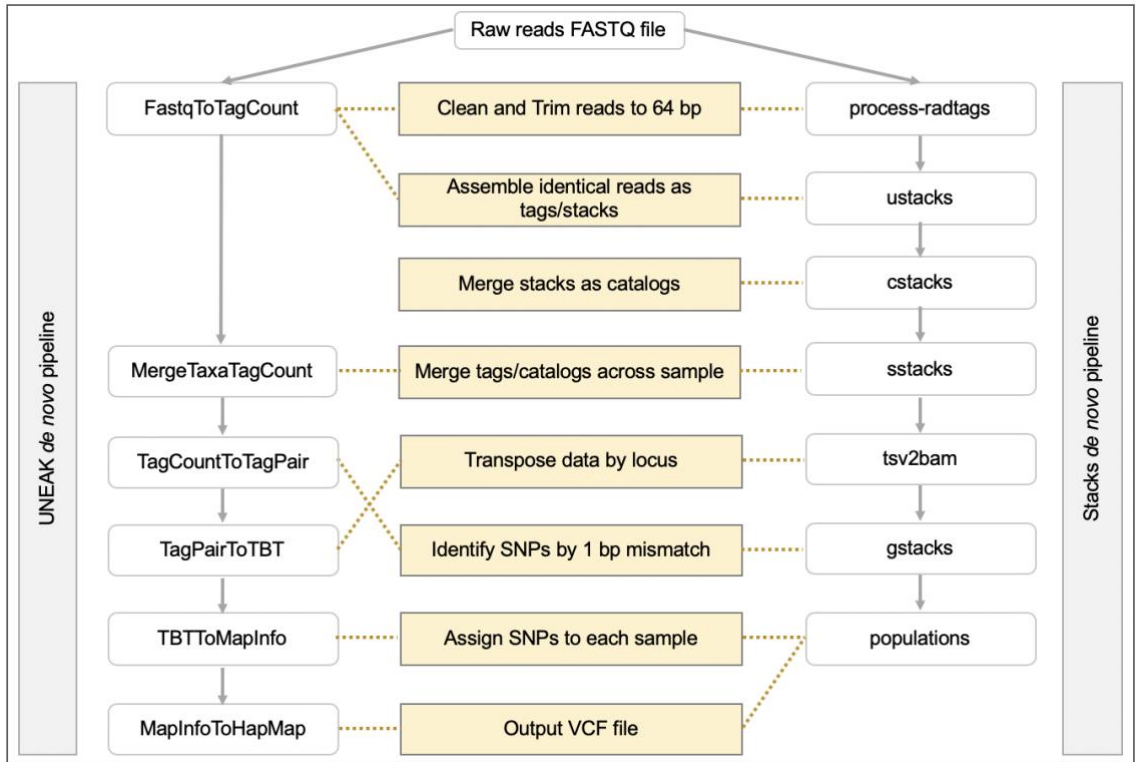 Raw reads FASTQ file
UNEAK de novo pipeline
FastqToTagCount
Clean and Trim reads to 64 bp
process-radtags
Stacks de novo pipeline
Assemble identical reads as
tags/stacks
ustacks
Merge stacks as catalogs
cstacks
MergeTaxaTagCount
Merge tags/catalogs across sample
sstacks
TagCountToTagPair
Transpose data by locus
tsv2bam
TagPairToTBT
Identify SNPs by 1 bp mismatch
gstacks
TBTToMapInfo
Assign SNPs to each sample
populations
MapInfoToHapMap
Output VCF file